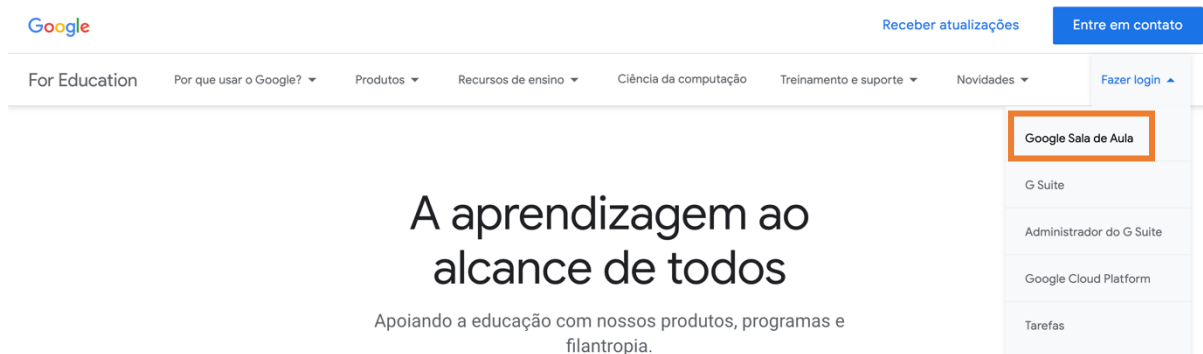 Google
Receber atualizações
Entre em contato
For Education
Por que usar o Google?
Produtos
Recursos de ensino
Ciência da computação
Treinamento e suporte
Novidades
Fazer login
Google Sala de Aula
G Suite
Administrador do G Suite
Google Cloud Platform
Tarefas
A aprendizagem ao
alcance de todos
Apoiando a educação com nossos produtos, programas e
filantropia.